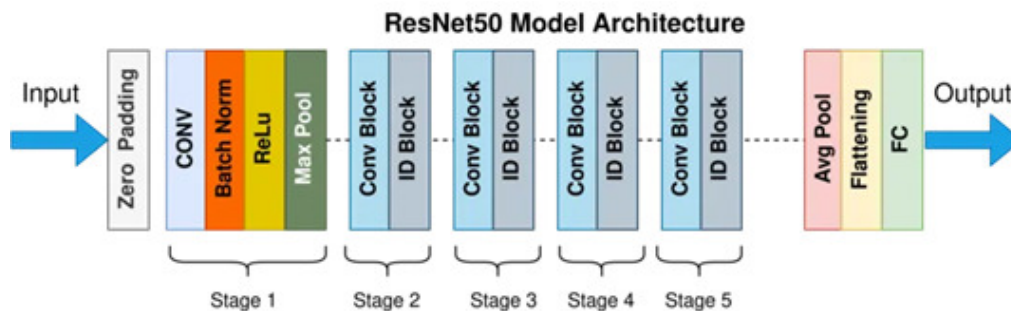 ResNet50 Model Architecture
Input
Zero Padding
CONV
Batch Norm
ReLu
Max Pool
Conv Block
ID Block
Conv Block
ID Block
Conv Block
ID Block
Conv Block
ID Block
Avg Pool
Flattening
FC
Output
Stage 1
Stage 2
Stage 3
Stage 4
Stage 5